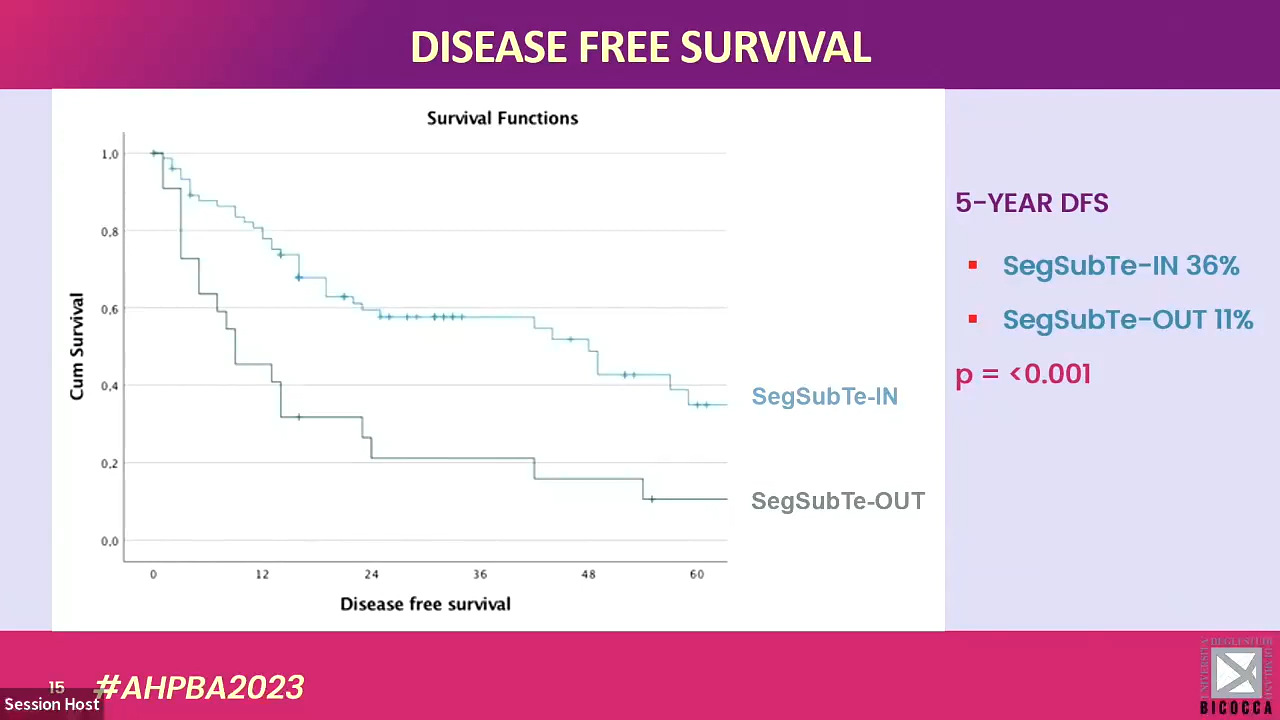 DISEASE FREE SURVIVAL
Survival Functions
1,0
0,8
0,6
0,4
0,2
0,0
Cum Survival
0 12 24 36 48 60
Disease free survival
SegSubTe-IN
SegSubTe-OUT
5-YEAR DFS
SegSubTe-IN 36%
SegSubTe-OUT 11%
p = <0.001
15 #AHPBA2023
Session Host
BICOCCA